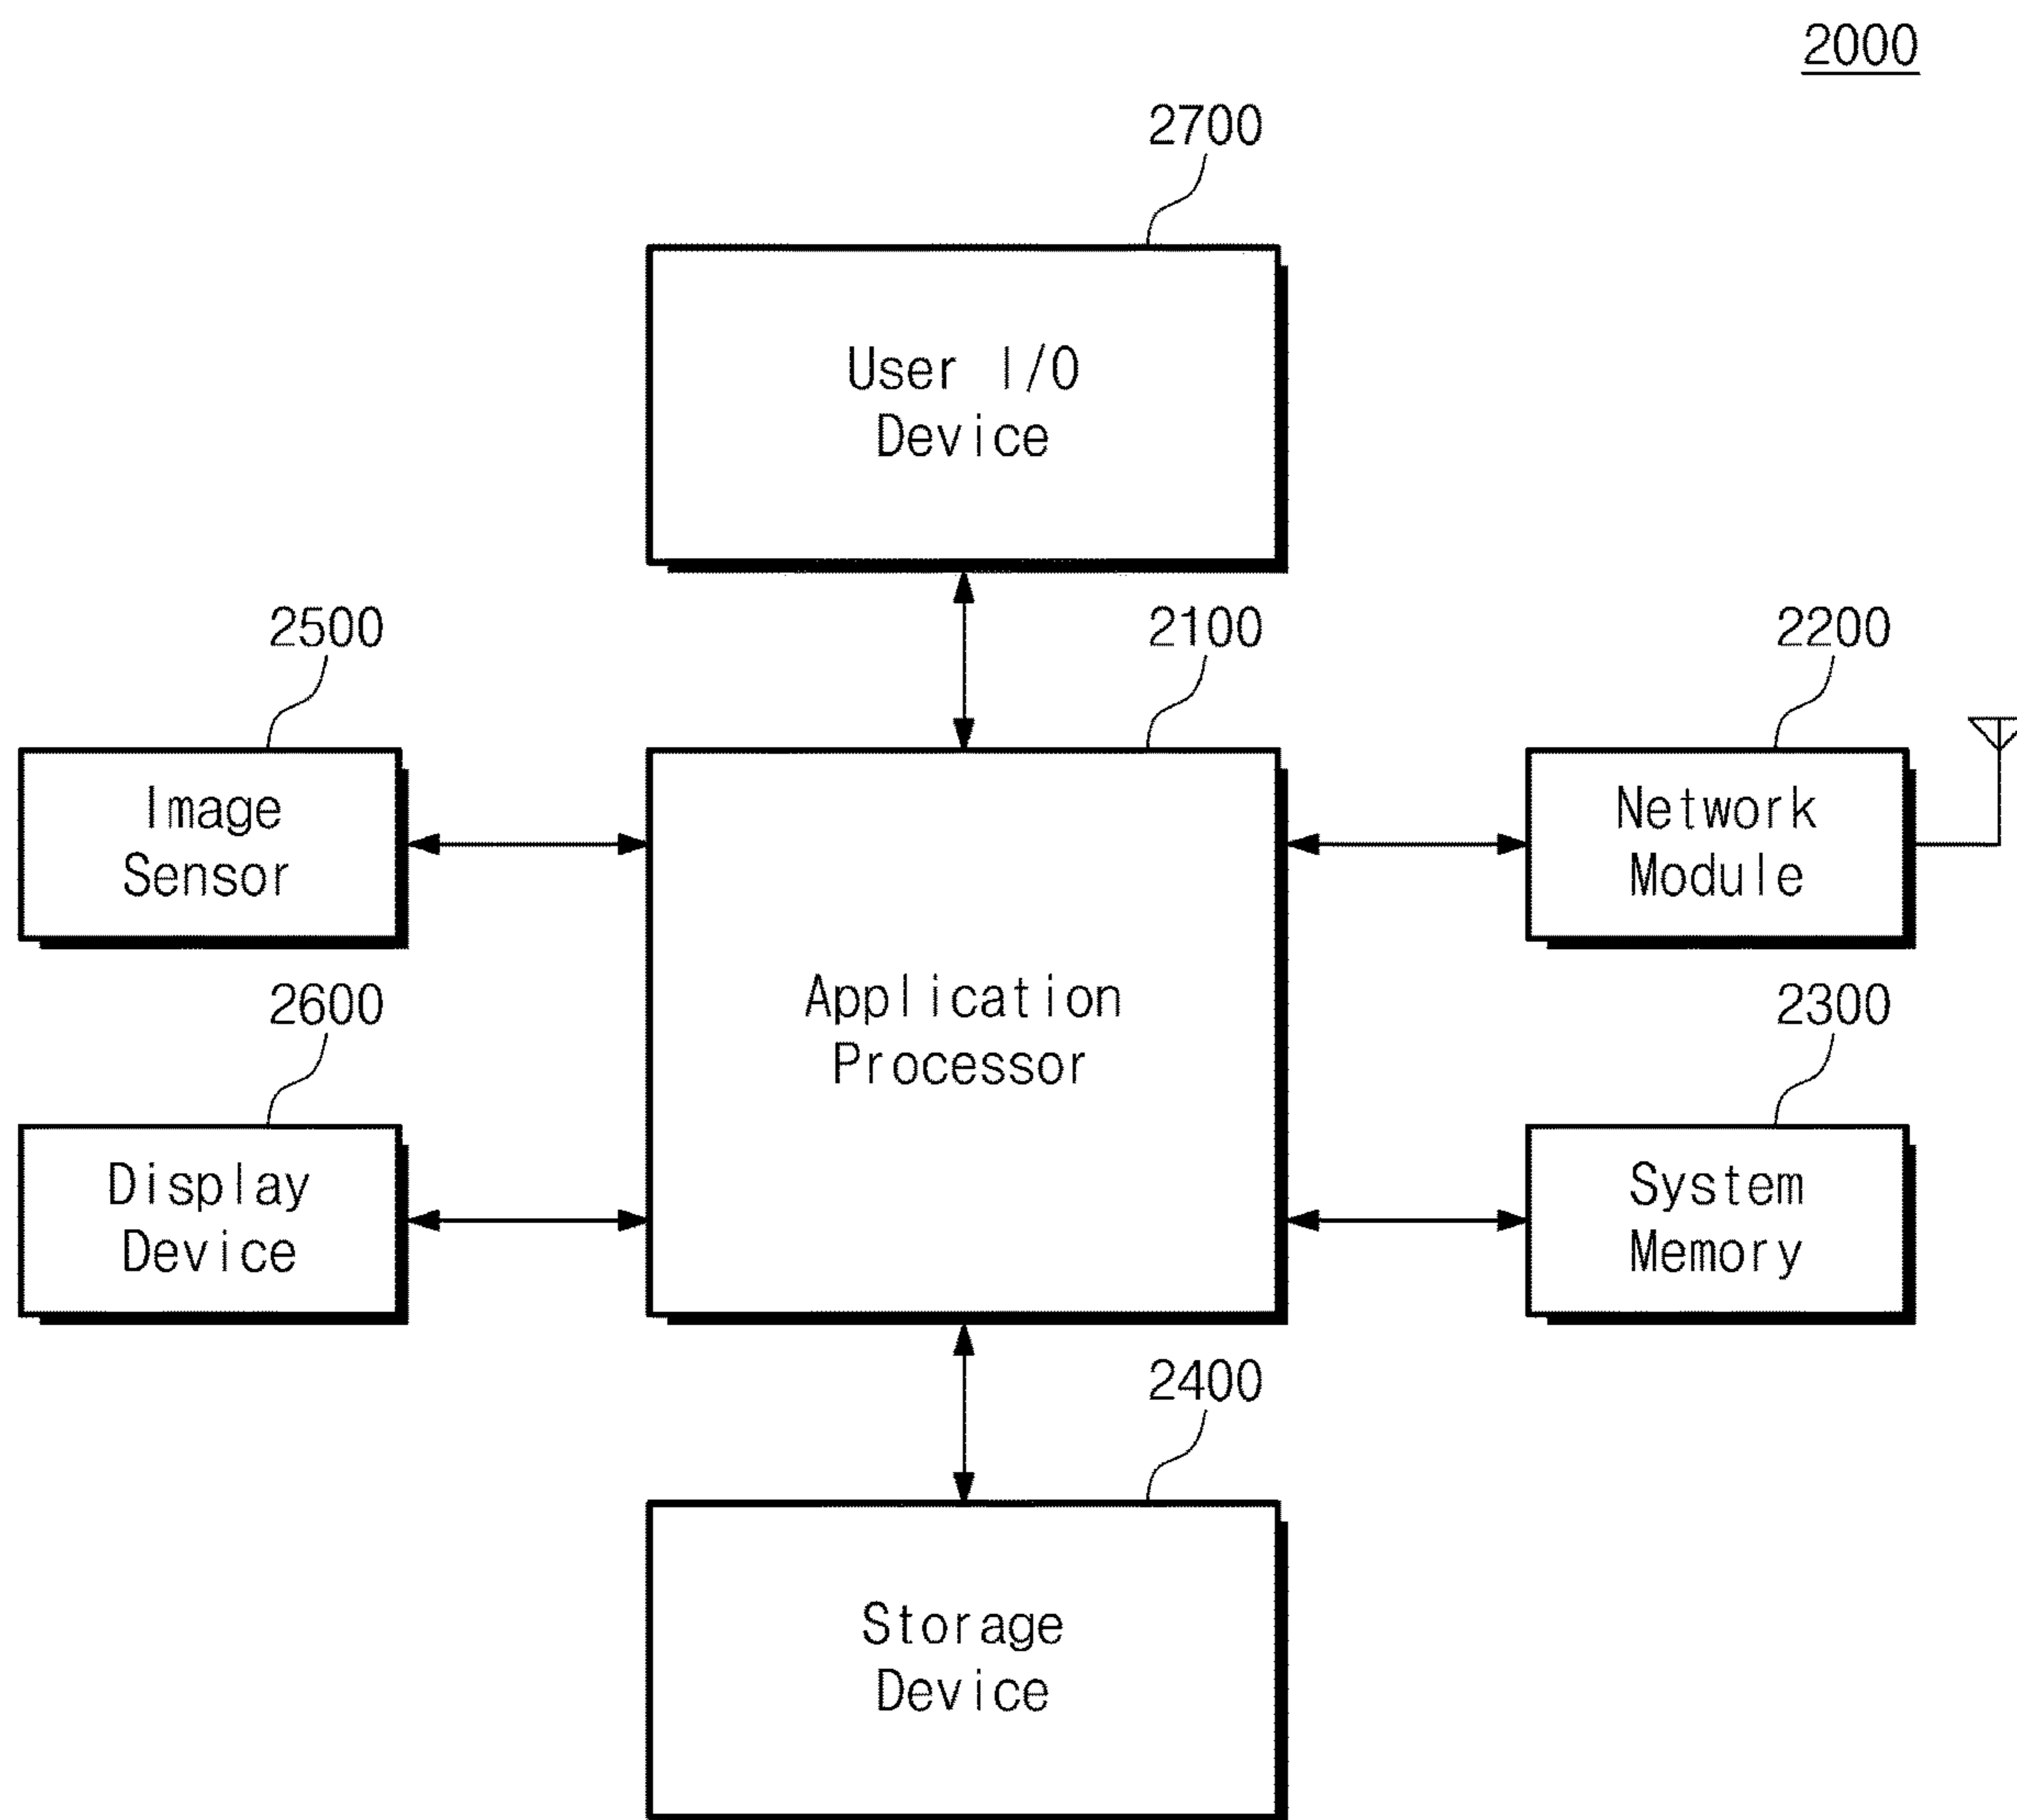 2000
2700
User I/O
Device
2500
2100
2200
Image
Sensor
Network
Module
Application
Processor
2600
2300
Display
Device
System
Memory
2400
Storage
Device